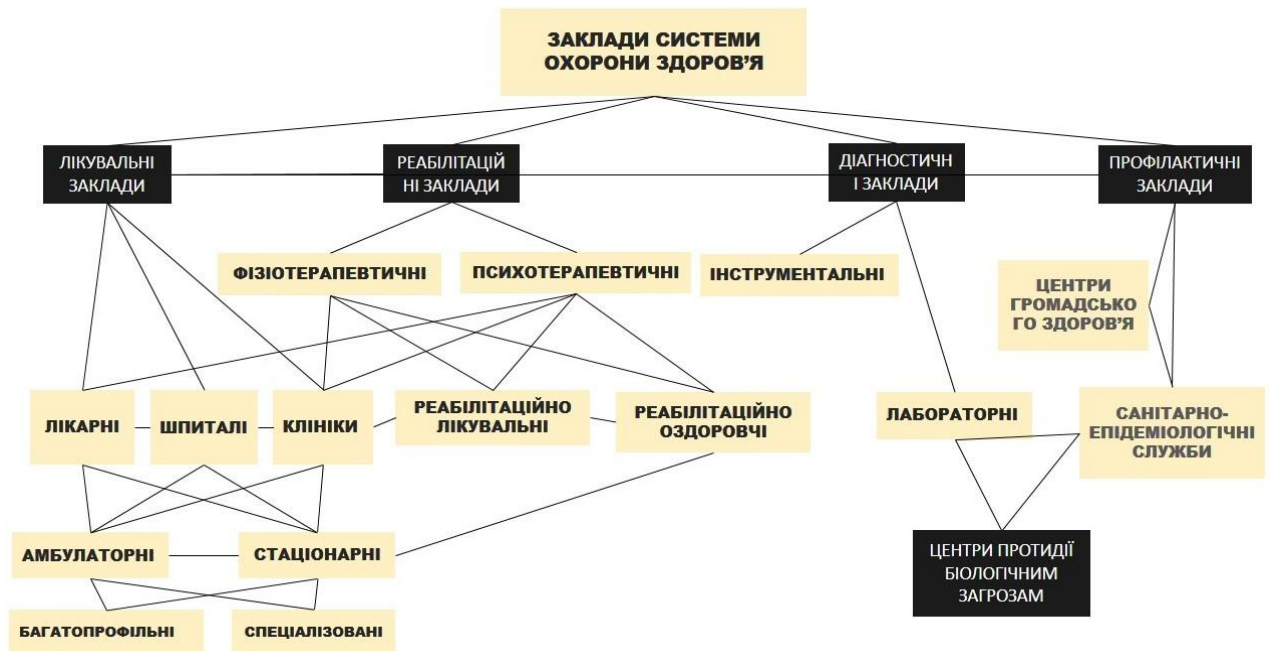 ЗАКЛАДИ СИСТЕМИ
ОХОРОНИ ЗДОРОВ’Я
ЛІКУВАЛЬНІ
ЗАКЛАДИ
РЕАБІЛІТАЦІЙ
НІ ЗАКЛАДИ
ДІАГНОСТИЧН
І ЗАКЛАДИ
ПРОФІЛАКТИЧНІ
ЗАКЛАДИ
ФІЗІОТЕРАПЕВТИЧНІ
ПСИХОТЕРАПЕВТИЧНІ
ІНСТРУМЕНТАЛЬНІ
ЦЕНТРИ
ГРОМАДСЬКО
ГО ЗДОРОВ’Я
ЛІКАРНІ
ШПИТАЛІ
КЛІНІКИ
РЕАБІЛІТАЦІЙНО
ЛІКУВАЛЬНІ
РЕАБІЛІТАЦІЙНО
ОЗДОРОВЧІ
ЛАБОРАТОРНІ
САНІТАРНО-
ЕПІДЕМІОЛОГІЧНІ
СЛУЖБИ
АМБУЛАТОРНІ
СТАЦІОНАРНІ
ЦЕНТРИ ПРОТИДІЇ
БІОЛОГІЧНИМ
ЗАГРОЗАМ
БАГАТОПРОФІЛЬНІ
СПЕЦІАЛІЗОВАНІ